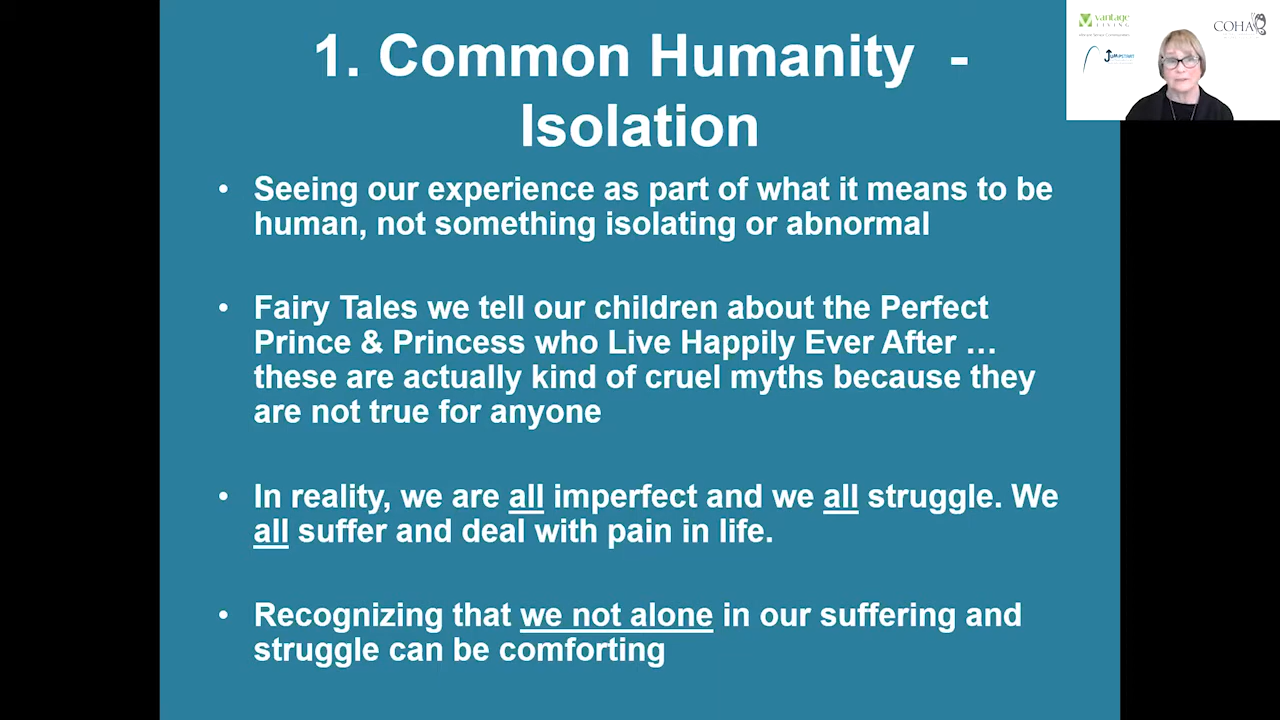 1. Common Humanity -
Isolation
• Seeing our experience as part of what it means to be
human, not something isolating or abnormal
• Fairy Tales we tell our children about the Perfect
Prince & Princess who Live Happily Ever After …
these are actually kind of cruel myths because they
are not true for anyone
• In reality, we are all imperfect and we all struggle. We
all suffer and deal with pain in life.
• Recognizing that we not alone in our suffering and
struggle can be comforting
vantage
LIVING
COHA